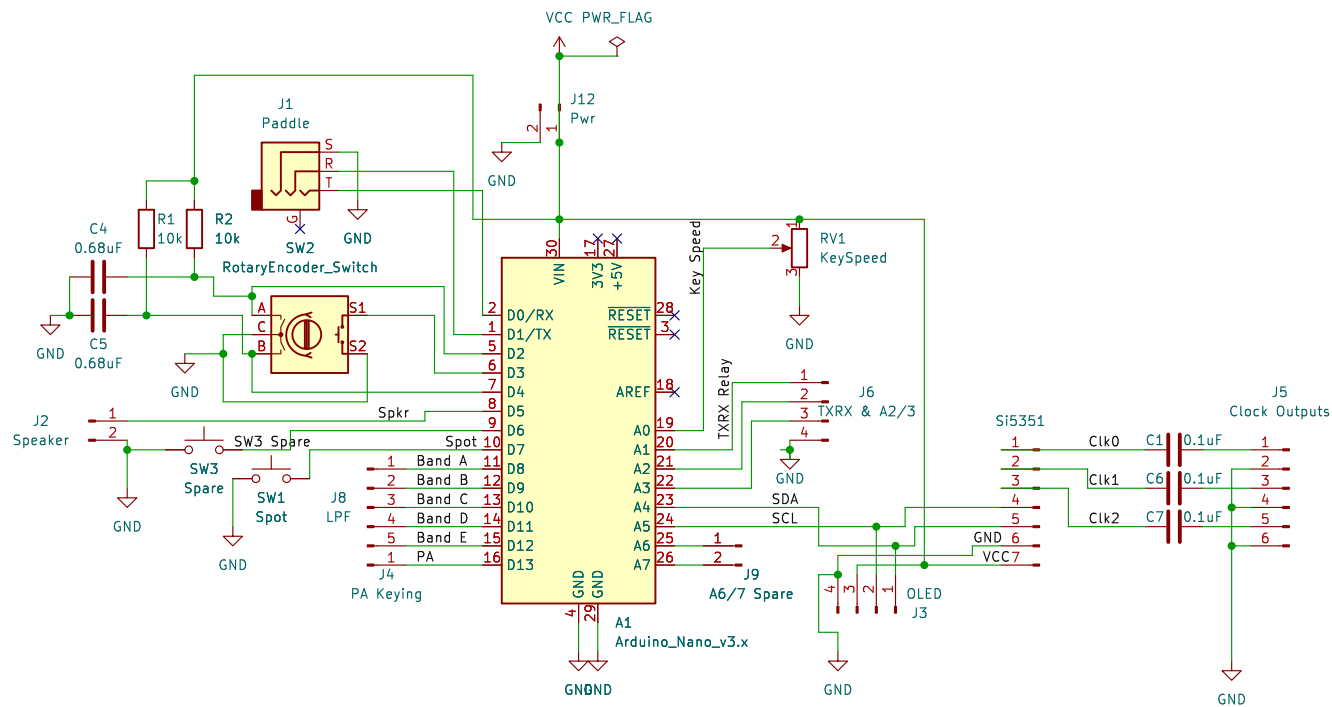 VCC PWR_FLAG
J12
Pwr
2
1
GND
J1
Paddle
S
R
T
G
GND
R1
10k
R2
10k
C4
0.68uF
C5
0.68uF
GND
SW2
RotaryEncoder_Switch
A
C
B
S1
S2
GND
J2
Speaker
1
2
GND
SW3
Spare
SW1
Spot
GND
Spkr
SW3 Spare
Spot
Band A
Band B
Band C
Band D
Band E
PA
1
2
3
4
5
1
J8
LPF
J4
PA Keying
30
VIN
17
3V3
27
+5V
2 D0/RX
1 D1/TX
5 D2
6 D3
7 D4
8 D5
9 D6
10 D7
11 D8
12 D9
13 D10
14 D11
15 D12
16 D13
RESET 28
RESET 3
AREF 18
A0 19
A1 20
A2 21
A3 22
A4 23
A5 24
A6 25
A7 26
GND
4
GND
29
A1
Arduino_Nano_v3.x
GND
GND
Key Speed
1
2
3
RV1
KeySpeed
GND
TXRX Relay
1
2
3
4
J6
TXRX & A2/3
GND
SDA
SCL
1
2
J9
A6/7 Spare
GND
VCC
4
3
2
1
OLED
J3
GND
Si5351
1
2
3
4
5
6
7
Clk0
Clk1
Clk2
C1 0.1uF
C6 0.1uF
C7 0.1uF
J5
Clock Outputs
1
2
3
4
5
6
GND